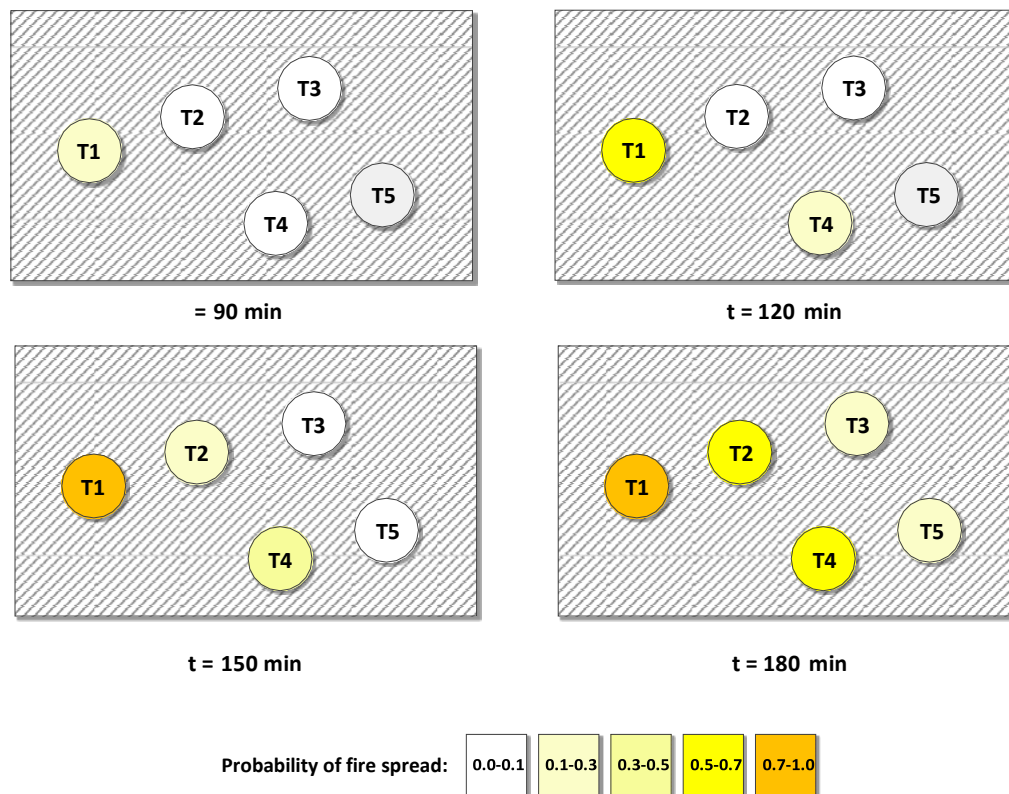 T3
T2
T1
T5
T4
T3
T2
T1
T5
T4
= 90 min
t = 120 min
T3
T2
T1
T5
T4
T3
T2
T1
T5
T4
t = 150 min
t = 180 min
Probability of fire spread: 0.0-0.1 0.1-0.3 0.3-0.5 0.5-0.7 0.7-1.0